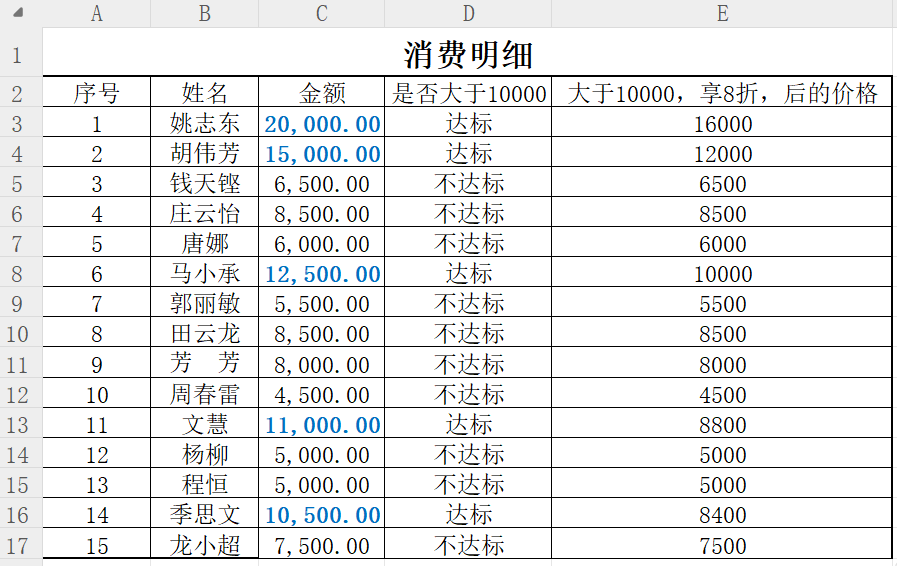 A B C D E
1 消费明细
2 序号 姓名 金额 是否大于10000 大于10000，享8折，后的价格
3 1 姚志东 20,000.00 达标 16000
4 2 胡伟芳 15,000.00 达标 12000
5 3 钱天铿 6,500.00 不达标 6500
6 4 庄云怡 8,500.00 不达标 8500
7 5 唐娜 6,000.00 不达标 6000
8 6 马小承 12,500.00 达标 10000
9 7 郭丽敏 5,500.00 不达标 5500
10 8 田云龙 8,500.00 不达标 8500
11 9 芳　芳 8,000.00 不达标 8000
12 10 周春雷 4,500.00 不达标 4500
13 11 文慧 11,000.00 达标 8800
14 12 杨柳 5,000.00 不达标 5000
15 13 程恒 5,000.00 不达标 5000
16 14 季思文 10,500.00 达标 8400
17 15 龙小超 7,500.00 不达标 7500